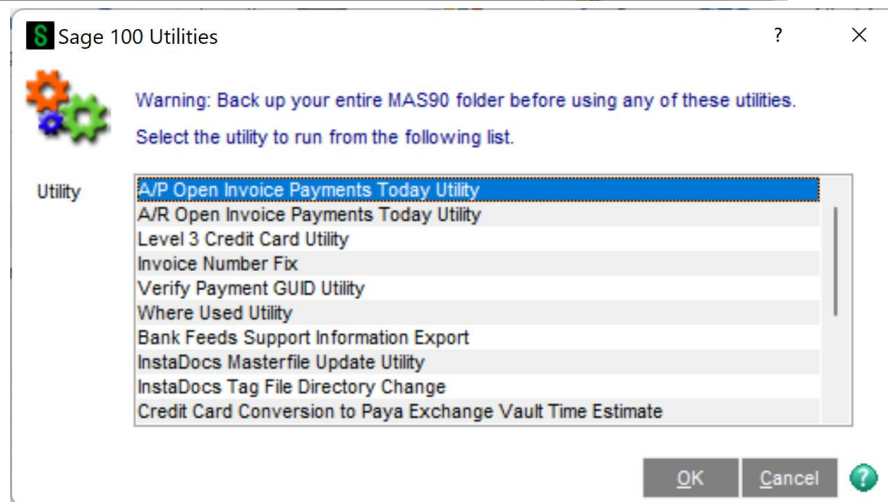 S Sage 100 Utilities ?
Warning: Back up your entire MAS90 folder before using any of these utilities.
Select the utility to run from the following list.
Utility
A/P Open Invoice Payments Today Utility
A/R Open Invoice Payments Today Utility
Level 3 Credit Card Utility
Invoice Number Fix
Verify Payment GUID Utility
Where Used Utility
Bank Feeds Support Information Export
InstaDocs Masterfile Update Utility
InstaDocs Tag File Directory Change
Credit Card Conversion to Paya Exchange Vault Time Estimate
OK Cancel ?